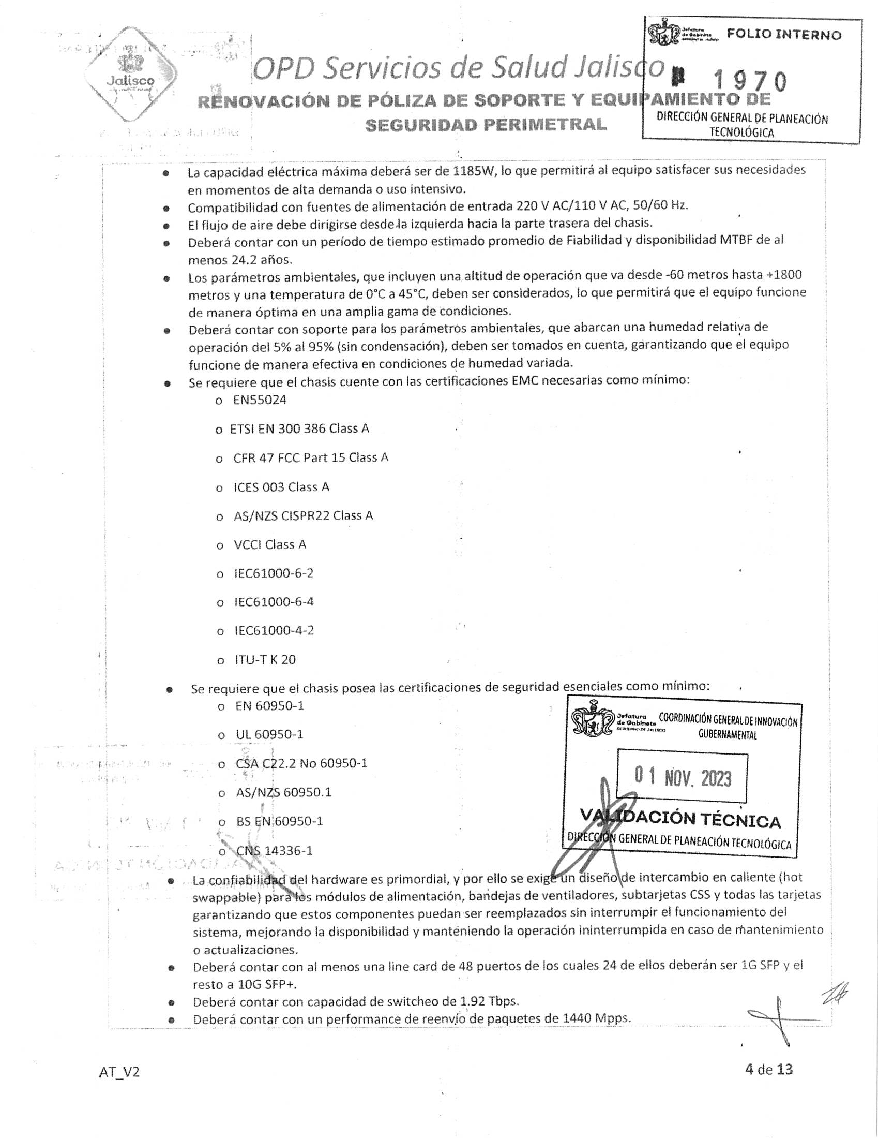 Jalisco
OPD Servicios de Salud Jalisco
RENOVACIÓN DE PÓLIZA DE SOPORTE Y EQUIPAMIENTO DE
SEGURIDAD PERIMETRAL
Jefatura
de Gabinete
FOLIO INTERNO
1970
DIRECCIÓN GENERAL DE PLANEACIÓN
TECNOLÓGICA
• La capacidad eléctrica máxima deberá ser de 1185W, lo que permitirá al equipo satisfacer sus necesidades
en momentos de alta demanda o uso intensivo.
• Compatibilidad con fuentes de alimentación de entrada 220 V AC/110 V AC, 50/60 Hz.
• El flujo de aire debe dirigirse desde la izquierda hacia la parte trasera del chasis.
• Deberá contar con un período de tiempo estimado promedio de Fiabilidad y disponibilidad MTBF de al
menos 24.2 años.
• Los parámetros ambientales, que incluyen una altitud de operación que va desde -60 metros hasta +1800
metros y una temperatura de 0°C a 45°C, deben ser considerados, lo que permitirá que el equipo funcione
de manera óptima en una amplia gama de condiciones.
• Deberá contar con soporte para los parámetros ambientales, que abarcan una humedad relativa de
operación del 5% al 95% (sin condensación), deben ser tomados en cuenta, garantizando que el equipo
funcione de manera efectiva en condiciones de humedad variada.
• Se requiere que el chasis cuente con las certificaciones EMC necesarias como mínimo:
o EN55024
o ETSI EN 300 386 Class A
o CFR 47 FCC Part 15 Class A
o ICES 003 Class A
o AS/NZS CISPR22 Class A
o VCCI Class A
o IEC61000-6-2
o IEC61000-6-4
o IEC61000-4-2
o ITU-T K 20
• Se requiere que el chasis posea las certificaciones de seguridad esenciales como mínimo:
o EN 60950-1
o UL 60950-1
o CSA C22.2 No 60950-1
o AS/NZS 60950.1
o BS EN 60950-1
o CNS 14336-1
Jefatura
de Gabinete
COORDINACIÓN GENERAL DE INNOVACIÓN
GUBERNAMENTAL
01 NOV. 2023
VALIDACIÓN TÉCNICA
DIRECCIÓN GENERAL DE PLANEACIÓN TECNOLÓGICA
• La confiabilidad del hardware es primordial, y por ello se exige un diseño de intercambio en caliente (hot
swappable) para los módulos de alimentación, bandejas de ventiladores, subtarjetas CSS y todas las tarjetas
garantizando que estos componentes puedan ser reemplazados sin interrumpir el funcionamiento del
sistema, mejorando la disponibilidad y manteniendo la operación ininterrumpida en caso de mantenimiento
o actualizaciones.
• Deberá contar con al menos una line card de 48 puertos de los cuales 24 de ellos deberán ser 1G SFP y el
resto a 10G SFP+.
• Deberá contar con capacidad de switcheo de 1.92 Tbps.
• Deberá contar con un performance de reenvío de paquetes de 1440 Mpps.
AT_V2
4 de 13